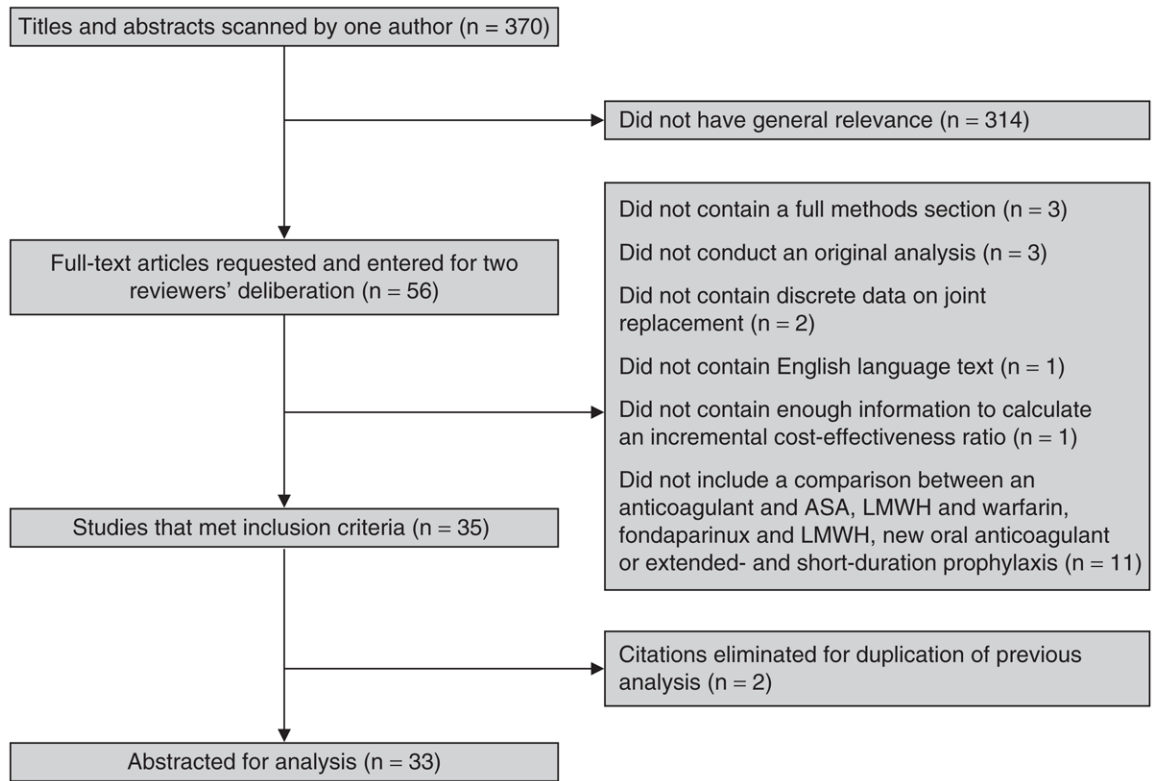 Titles and abstracts scanned by one author (n = 370)
Did not have general relevance (n = 314)
Full-text articles requested and entered for two
reviewers' deliberation (n = 56)
Did not contain a full methods section (n = 3)
Did not conduct an original analysis (n = 3)
Did not contain discrete data on joint
replacement (n = 2)
Did not contain English language text (n = 1)
Did not contain enough information to calculate
an incremental cost-effectiveness ratio (n = 1)
Did not include a comparison between an
anticoagulant and ASA, LMWH and warfarin,
fondaparinux and LMWH, new oral anticoagulant
or extended- and short-duration prophylaxis (n = 11)
Studies that met inclusion criteria (n = 35)
Citations eliminated for duplication of previous
analysis (n = 2)
Abstracted for analysis (n = 33)